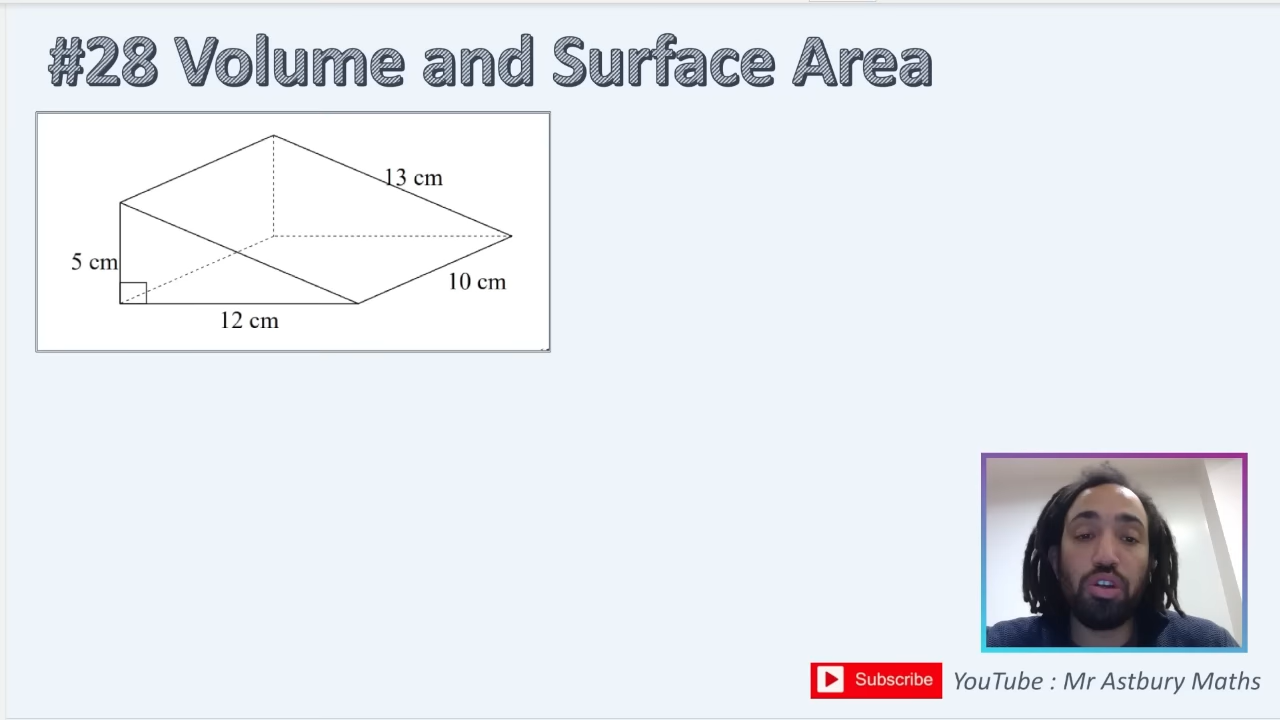 #28 Volume and Surface Area
13 cm
5 cm
10 cm
12 cm
Subscribe
YouTube : Mr Astbury Maths